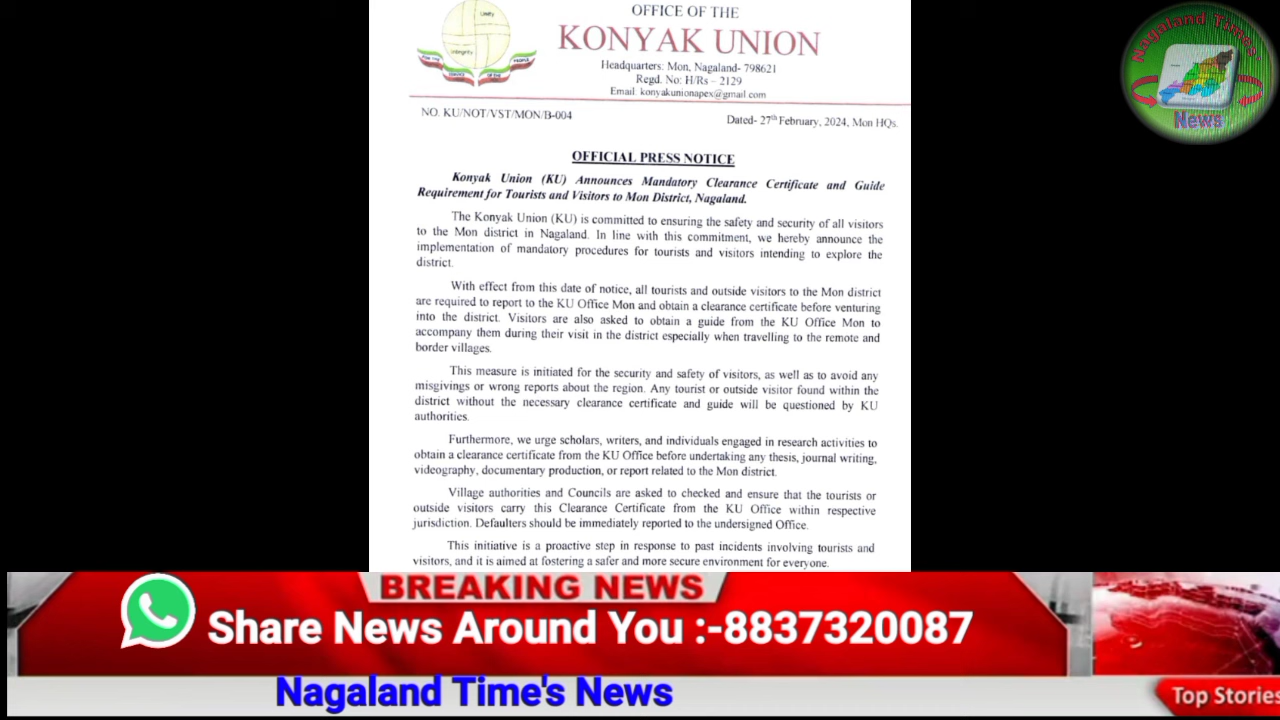 OFFICE OF THE
KONYAK UNION
Headquarters: Mon, Nagaland- 798621
Regd. No: H/Rs – 2129
Email: konyakunionapex@gmail.com
Unity
Integrity
FOR THE
SERVICE
OF THE
PEOPLE
Nagaland Time's
News
NO. KU/NOT/VST/MON/B-004
Dated- 27th February, 2024, Mon HQs.
OFFICIAL PRESS NOTICE
Konyak Union (KU) Announces Mandatory Clearance Certificate and Guide
Requirement for Tourists and Visitors to Mon District, Nagaland.
The Konyak Union (KU) is committed to ensuring the safety and security of all visitors
to the Mon district in Nagaland. In line with this commitment, we hereby announce the
implementation of mandatory procedures for tourists and visitors intending to explore the
district.
With effect from this date of notice, all tourists and outside visitors to the Mon district
are required to report to the KU Office Mon and obtain a clearance certificate before venturing
into the district. Visitors are also asked to obtain a guide from the KU Office Mon to
accompany them during their visit in the district especially when travelling to the remote and
border villages.
This measure is initiated for the security and safety of visitors, as well as to avoid any
misgivings or wrong reports about the region. Any tourist or outside visitor found within the
district without the necessary clearance certificate and guide will be questioned by KU
authorities.
Furthermore, we urge scholars, writers, and individuals engaged in research activities to
obtain a clearance certificate from the KU Office before undertaking any thesis, journal writing,
videography, documentary production, or report related to the Mon district.
Village authorities and Councils are asked to checked and ensure that the tourists or
outside visitors carry this Clearance Certificate from the KU Office within respective
jurisdiction. Defaulters should be immediately reported to the undersigned Office.
This initiative is a proactive step in response to past incidents involving tourists and
visitors, and it is aimed at fostering a safer and more secure environment for everyone.
BREAKING NEWS
Share News Around You :-8837320087
Nagaland Time's News
Top Stories